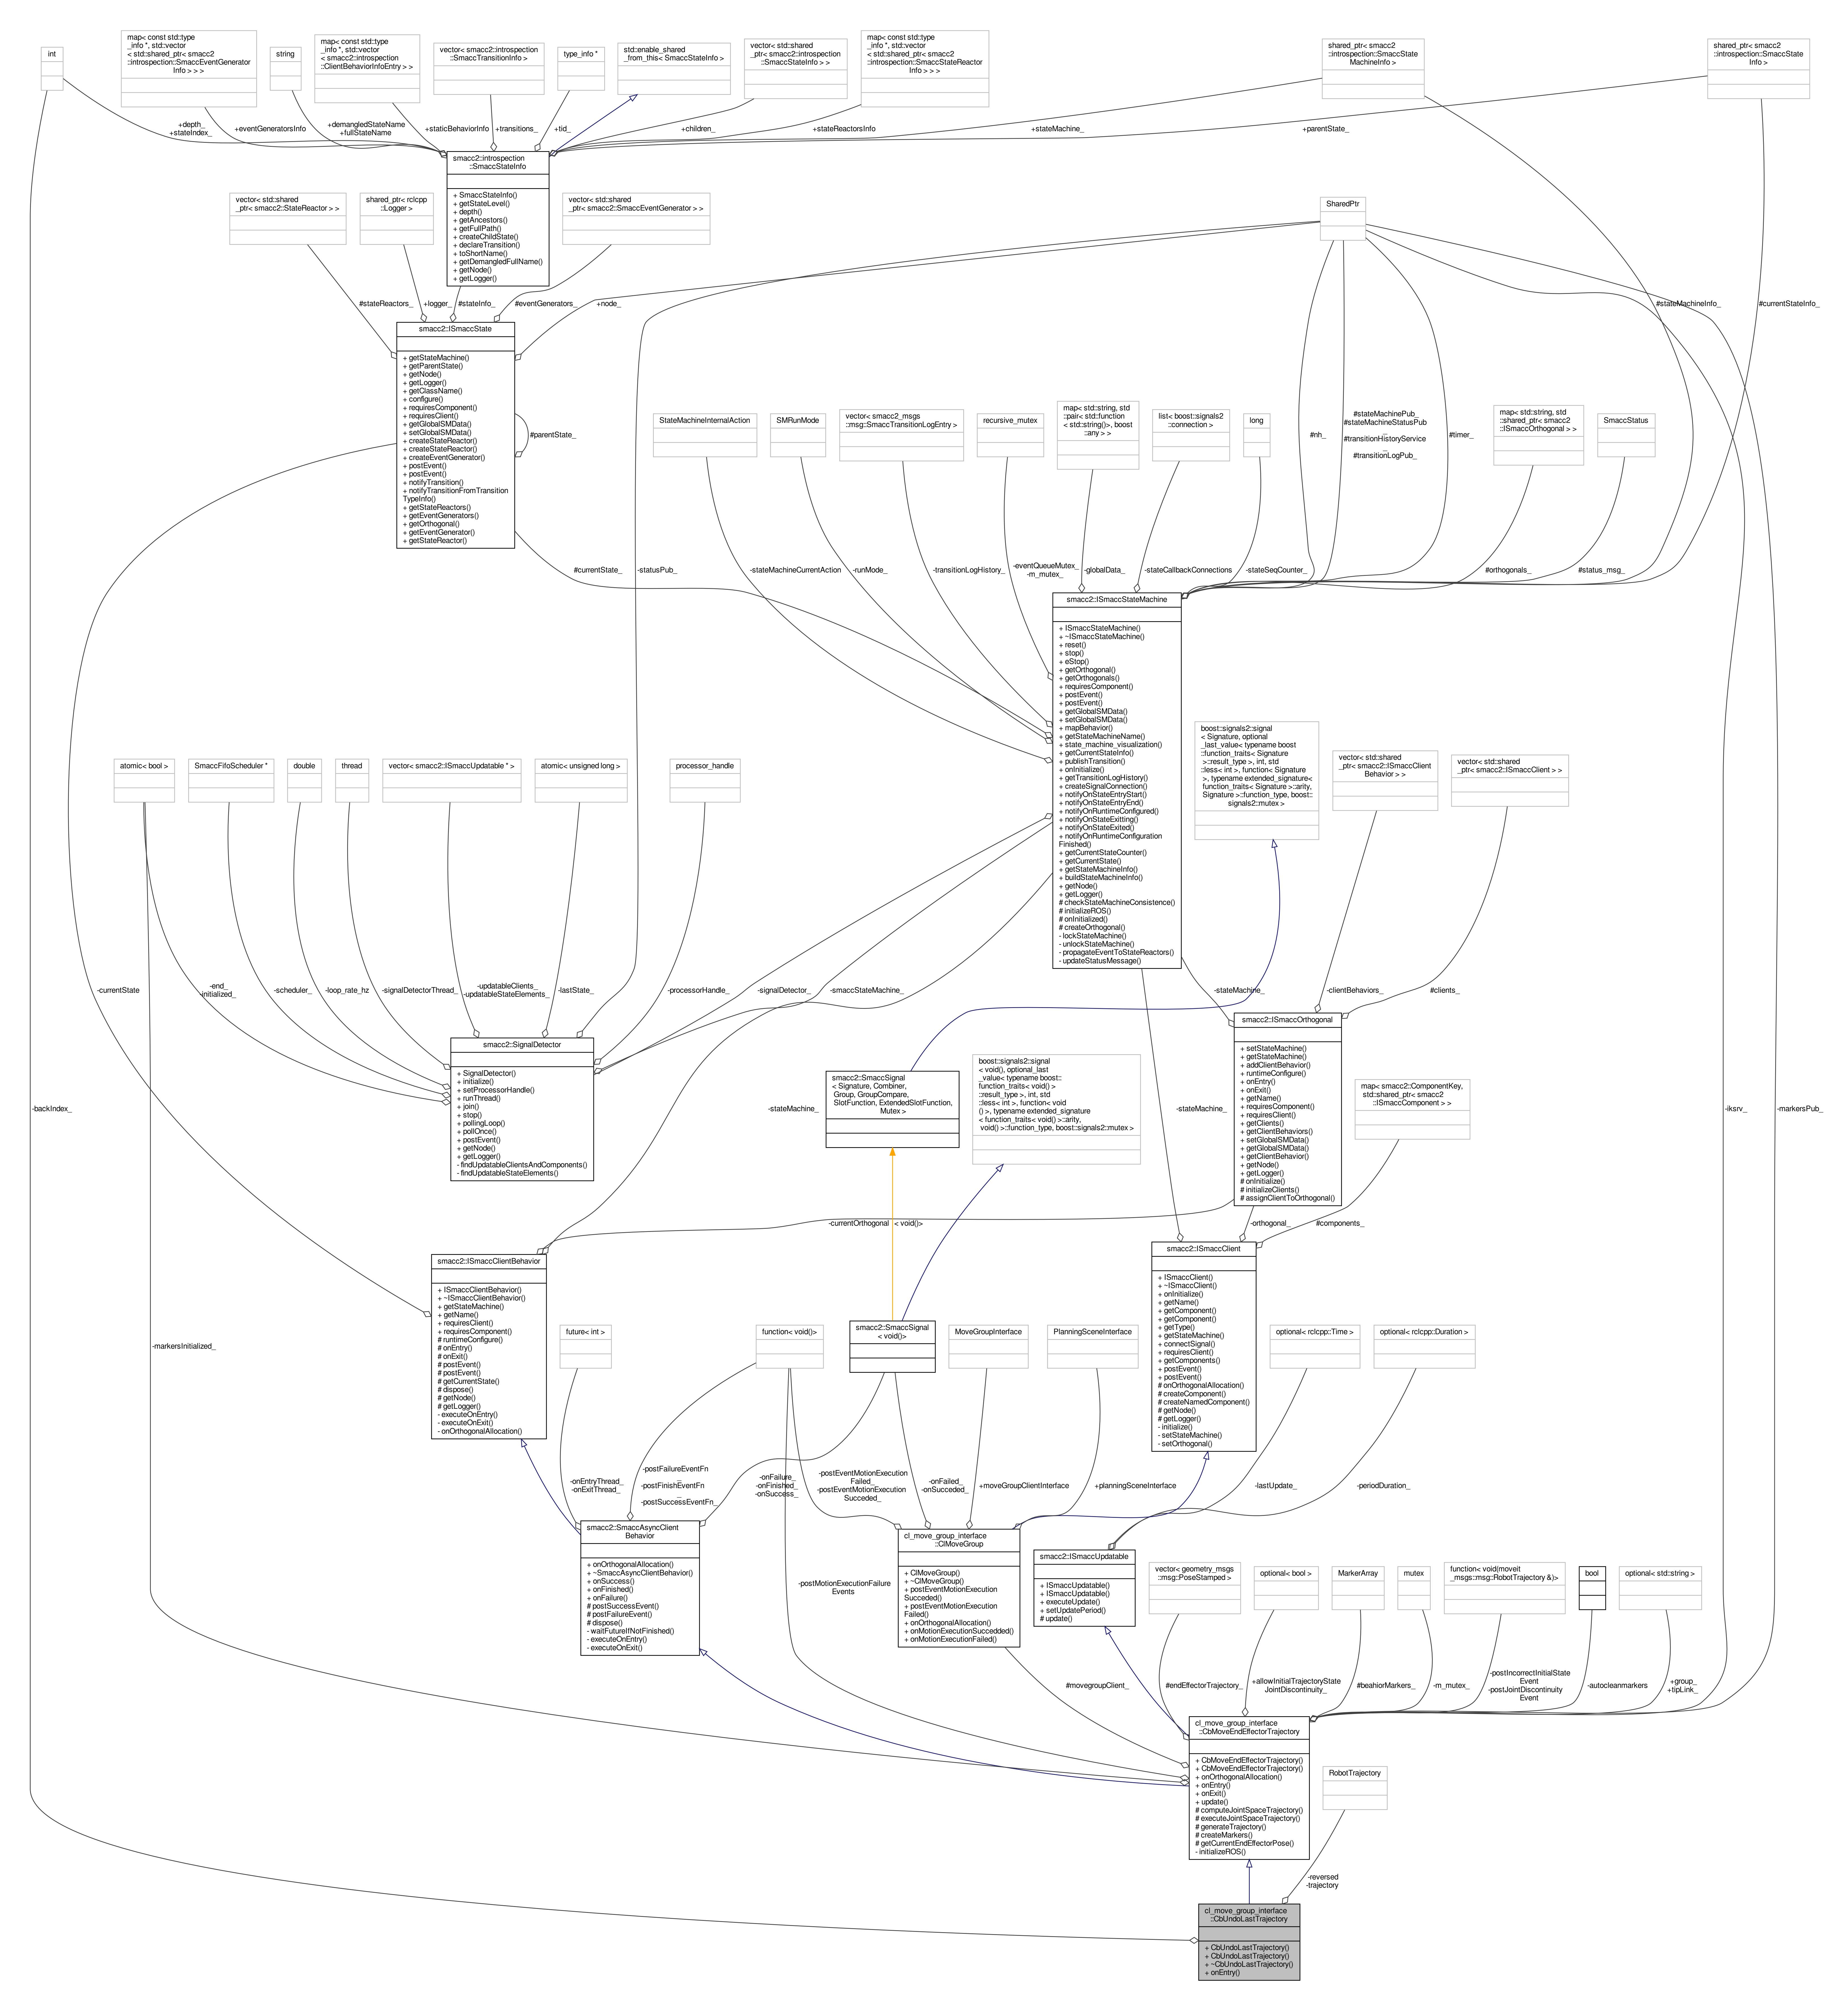 int
map< const std::type
_info *, std::vector
< std::shared_ptr< smacc2
::introspection::SmaccEventGenerator
Info > > >
string
map< const std::type
_info *, std::vector
< smacc2::introspection
::ClientBehaviorInfoEntry > >
vector< smacc2::introspection
::SmaccTransitionInfo >
type_info *
std::enable_shared
_from_this< SmaccStateInfo >
vector< std::shared
_ptr< smacc2::introspection
::SmaccStateInfo > >
map< const std::type
_info *, std::vector
< std::shared_ptr< smacc2
::introspection::SmaccStateReactor
Info > > >
shared_ptr< smacc2
::introspection::SmaccState
MachineInfo >
shared_ptr< smacc2
::introspection::SmaccState
Info >
+depth_
+stateIndex_
+eventGeneratorsInfo
+demangledStateName
+fullStateName
+staticBehaviorInfo
+transitions_
+tid_
+children_
+stateReactorsInfo
+stateMachine_
+parentState_
smacc2::introspection
::SmaccStateInfo
+ SmaccStateInfo()
+ getStateLevel()
+ depth()
+ getAncestors()
+ getFullPath()
+ createChildState()
+ declareTransition()
+ toShortName()
+ getDemangledFullName()
+ getNode()
+ getLogger()
vector< std::shared
_ptr< smacc2::StateReactor > >
shared_ptr< rclcpp
::Logger >
vector< std::shared
_ptr< smacc2::SmaccEventGenerator > >
SharedPtr
#stateReactors_
+logger_
#stateInfo_
#eventGenerators_
+node_
#stateMachineInfo_
#currentStateInfo_
smacc2::ISmaccState
+ getStateMachine()
+ getParentState()
+ getNode()
+ getLogger()
+ getClassName()
+ configure()
+ requiresComponent()
+ requiresClient()
+ getGlobalSMData()
+ setGlobalSMData()
+ createStateReactor()
+ createStateReactor()
+ createEventGenerator()
+ postEvent()
+ postEvent()
+ notifyTransition()
+ notifyTransitionFromTransition
TypeInfo()
+ getStateReactors()
+ getEventGenerators()
+ getOrthogonal()
+ getEventGenerator()
+ getStateReactor()
#parentState_
StateMachineInternalAction
SMRunMode
vector< smacc2_msgs
::msg::SmaccTransitionLogEntry >
recursive_mutex
map< std::string, std
::pair< std::function
< std::string()>, boost
::any > >
list< boost::signals2
::connection >
long
#nh_
#stateMachinePub_
#stateMachineStatusPub
_
#transitionHistoryService
_
#transitionLogPub_
#timer_
map< std::string, std
::shared_ptr< smacc2
::ISmaccOrthogonal > >
SmaccStatus
#currentState_
-statusPub_
-stateMachineCurrentAction
-runMode_
-transitionLogHistory_
-eventQueueMutex_
-m_mutex_
-globalData_
-stateCallbackConnections
-stateSeqCounter_
#orthogonals_
#status_msg_
smacc2::ISmaccStateMachine
+ ISmaccStateMachine()
+ ~ISmaccStateMachine()
+ reset()
+ stop()
+ eStop()
+ getOrthogonal()
+ getOrthogonals()
+ requiresComponent()
+ postEvent()
+ postEvent()
+ getGlobalSMData()
+ setGlobalSMData()
+ mapBehavior()
+ getStateMachineName()
+ state_machine_visualization()
+ getCurrentStateInfo()
+ publishTransition()
+ onInitialize()
+ getTransitionLogHistory()
+ createSignalConnection()
+ notifyOnStateEntryStart()
+ notifyOnStateEntryEnd()
+ notifyOnRuntimeConfigured()
+ notifyOnStateExitting()
+ notifyOnStateExited()
+ notifyOnRuntimeConfiguration
Finished()
+ getCurrentStateCounter()
+ getCurrentState()
+ getStateMachineInfo()
+ buildStateMachineInfo()
+ getNode()
+ getLogger()
# checkStateMachineConsistence()
# initializeROS()
# onInitialized()
# createOrthogonal()
- lockStateMachine()
- unlockStateMachine()
- propagateEventToStateReactors()
- updateStatusMessage()
boost::signals2::signal
< Signature, optional
_last_value< typename boost
::function_traits< Signature
>::result_type >, int, std
::less< int >, function< Signature
>, typename extended_signature<
function_traits< Signature >::arity,
Signature >::function_type, boost::
signals2::mutex >
vector< std::shared
_ptr< smacc2::ISmaccClient
Behavior > >
vector< std::shared
_ptr< smacc2::ISmaccClient > >
atomic< bool >
SmaccFifoScheduler *
double
thread
vector< smacc2::ISmaccUpdatable * >
atomic< unsigned long >
processor_handle
-currentState
-end_
-initialized_
-scheduler_
-loop_rate_hz
-signalDetectorThread_
-updatableClients_
-updatableStateElements_
-lastState_
-processorHandle_
-signalDetector_
-smaccStateMachine_
-stateMachine_
-clientBehaviors_
#clients_
smacc2::SignalDetector
+ SignalDetector()
+ initialize()
+ setProcessorHandle()
+ runThread()
+ join()
+ stop()
+ pollingLoop()
+ pollOnce()
+ postEvent()
+ getNode()
+ getLogger()
- findUpdatableClientsAndComponents()
- findUpdatableStateElements()
smacc2::ISmaccOrthogonal
+ setStateMachine()
+ getStateMachine()
+ addClientBehavior()
+ runtimeConfigure()
+ onEntry()
+ onExit()
+ getName()
+ requiresComponent()
+ requiresClient()
+ getClients()
+ getClientBehaviors()
+ setGlobalSMData()
+ getGlobalSMData()
+ getClientBehavior()
+ getNode()
+ getLogger()
# onInitialize()
# initializeClients()
# assignClientToOrthogonal()
smacc2::SmaccSignal
< Signature, Combiner,
Group, GroupCompare,
SlotFunction, ExtendedSlotFunction,
Mutex >
boost::signals2::signal
< void(), optional_last
_value< typename boost::
function_traits< void() >
::result_type >, int, std
::less< int >, function< void
() >, typename extended_signature
< function_traits< void() >::arity,
void() >::function_type, boost::signals2::mutex >
map< smacc2::ComponentKey,
std::shared_ptr< smacc2
::ISmaccComponent > >
-backIndex_
-stateMachine_
-stateMachine_
-iksrv_
-markersPub_
-currentOrthogonal
< void()>
-orthogonal_
#components_
smacc2::ISmaccClientBehavior
+ ISmaccClientBehavior()
+ ~ISmaccClientBehavior()
+ getStateMachine()
+ getName()
+ requiresClient()
+ requiresComponent()
# runtimeConfigure()
# onEntry()
# onExit()
# postEvent()
# postEvent()
# getCurrentState()
# dispose()
# getNode()
# getLogger()
- executeOnEntry()
- executeOnExit()
- onOrthogonalAllocation()
smacc2::ISmaccClient
+ ISmaccClient()
+ ~ISmaccClient()
+ onInitialize()
+ getName()
+ getComponent()
+ getComponent()
+ getType()
+ getStateMachine()
+ connectSignal()
+ requiresClient()
+ getComponents()
+ postEvent()
+ postEvent()
# onOrthogonalAllocation()
# createComponent()
# createNamedComponent()
# getNode()
# getLogger()
- initialize()
- setStateMachine()
- setOrthogonal()
-markersInitialized_
future< int >
function< void()>
smacc2::SmaccSignal
< void()>
MoveGroupInterface
PlanningSceneInterface
optional< rclcpp::Time >
optional< rclcpp::Duration >
-onEntryThread_
-onExitThread_
-postFailureEventFn
_
-postFinishEventFn
_
-postSuccessEventFn_
-onFailure_
-onFinished_
-onSuccess_
-postEventMotionExecution
Failed_
-postEventMotionExecution
Succeded_
-onFailed_
-onSucceded_
+moveGroupClientInterface
+planningSceneInterface
-lastUpdate_
-periodDuration_
smacc2::SmaccAsyncClient
Behavior
+ onOrthogonalAllocation()
+ ~SmaccAsyncClientBehavior()
+ onSuccess()
+ onFinished()
+ onFailure()
# postSuccessEvent()
# postFailureEvent()
# dispose()
- waitFutureIfNotFinished()
- executeOnEntry()
- executeOnExit()
-postMotionExecutionFailure
Events
cl_move_group_interface
::ClMoveGroup
+ ClMoveGroup()
+ ~ClMoveGroup()
+ postEventMotionExecution
Succeded()
+ postEventMotionExecution
Failed()
+ onOrthogonalAllocation()
+ onMotionExecutionSuccedded()
+ onMotionExecutionFailed()
smacc2::ISmaccUpdatable
+ ISmaccUpdatable()
+ ISmaccUpdatable()
+ executeUpdate()
+ setUpdatePeriod()
# update()
vector< geometry_msgs
::msg::PoseStamped >
optional< bool >
MarkerArray
mutex
function< void(moveit
_msgs::msg::RobotTrajectory &)>
bool
optional< std::string >
#movegroupClient_
#endEffectorTrajectory_
+allowInitialTrajectoryState
JointDiscontinuity_
#beahiorMarkers_
-m_mutex_
-postIncorrectInitialState
Event
-postJointDiscontinuity
Event
-autocleanmarkers
+group_
+tipLink_
cl_move_group_interface
::CbMoveEndEffectorTrajectory
+ CbMoveEndEffectorTrajectory()
+ CbMoveEndEffectorTrajectory()
+ onOrthogonalAllocation()
+ onEntry()
+ onExit()
+ update()
# computeJointSpaceTrajectory()
# executeJointSpaceTrajectory()
# generateTrajectory()
# createMarkers()
# getCurrentEndEffectorPose()
- initializeROS()
RobotTrajectory
-reversed
-trajectory
cl_move_group_interface
::CbUndoLastTrajectory
+ CbUndoLastTrajectory()
+ CbUndoLastTrajectory()
+ ~CbUndoLastTrajectory()
+ onEntry()